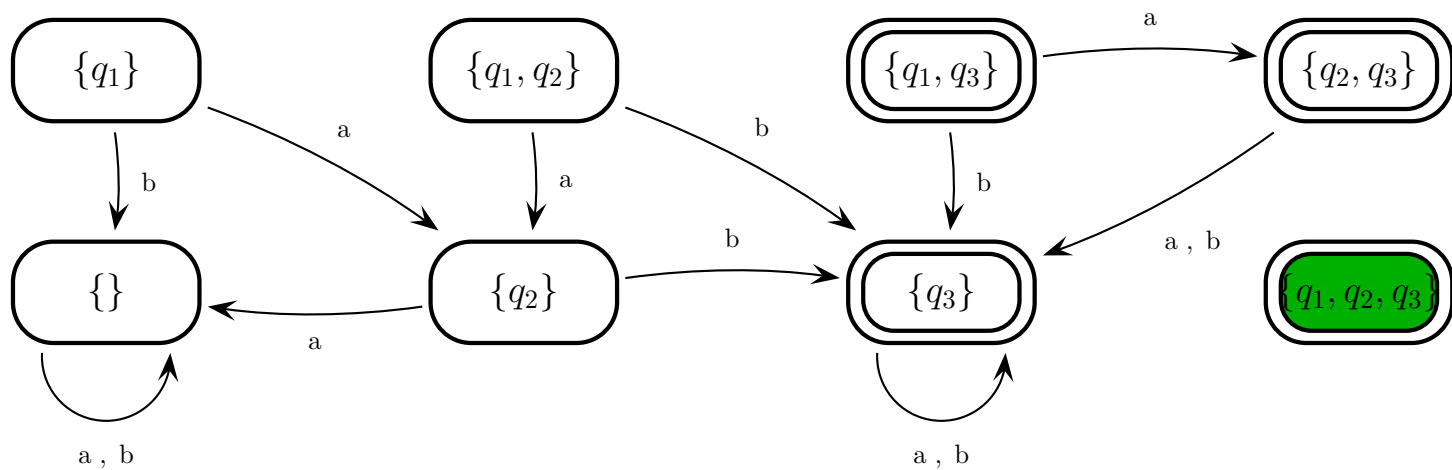 a
{q₁} {q₁, q₂} {q₁, q₃} {q₂, q₃}
a b
b a b
a , b
b
{} {q₂} {q₃} {q₁, q₂, q₃}
a
a , b a , b